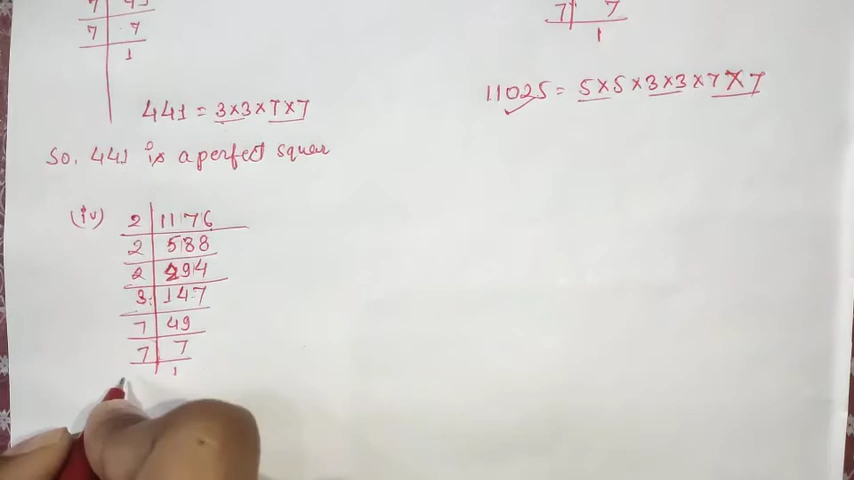 7
7 7
1
441 = 3×3×7×7
So. 441 is a perfect squar
(iv) 2 1176
2 588
2 294
3 147
7 49
7 7
1
7 7
1
11025 = 5×5×3×3×7×7